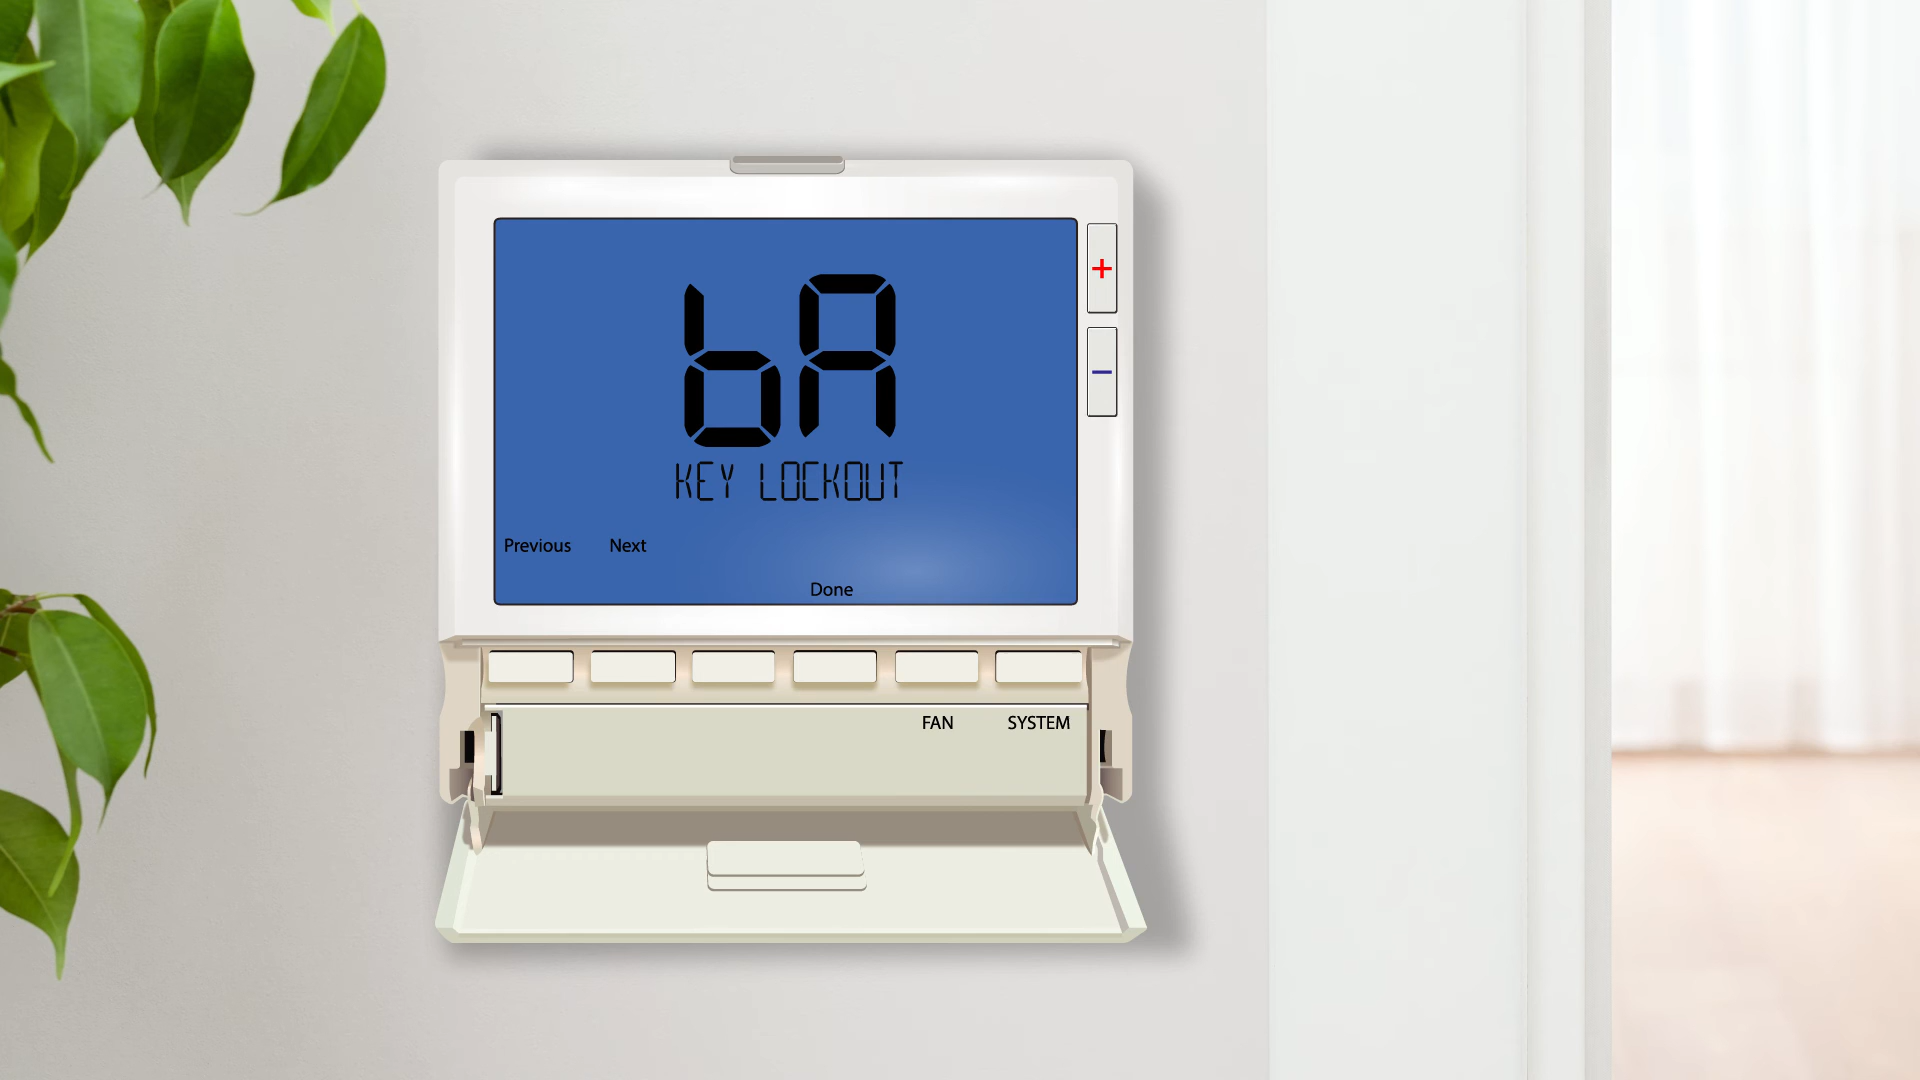 +
bA
−
KEY LOCKOUT
Previous Next
Done
FAN SYSTEM